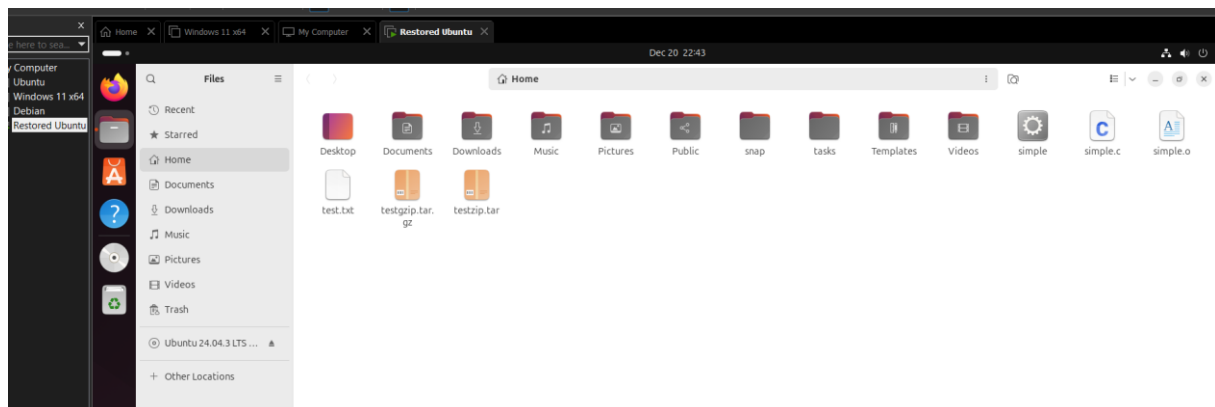 x
Home X Windows 11 x64 X My Computer X Restored Ubuntu X
e here to sea...
Dec 20 22:43
y Computer
Ubuntu
Windows 11 x64
Debian
Restored Ubuntu
Files
Home
Recent
Starred
Home
Documents
Downloads
Music
Pictures
Videos
Trash
Ubuntu 24.04.3 LTS ...
+ Other Locations
Desktop Documents Downloads Music Pictures Public snap tasks Templates Videos simple simple.c simple.o
test.txt testgzip.tar.gz testzip.tar